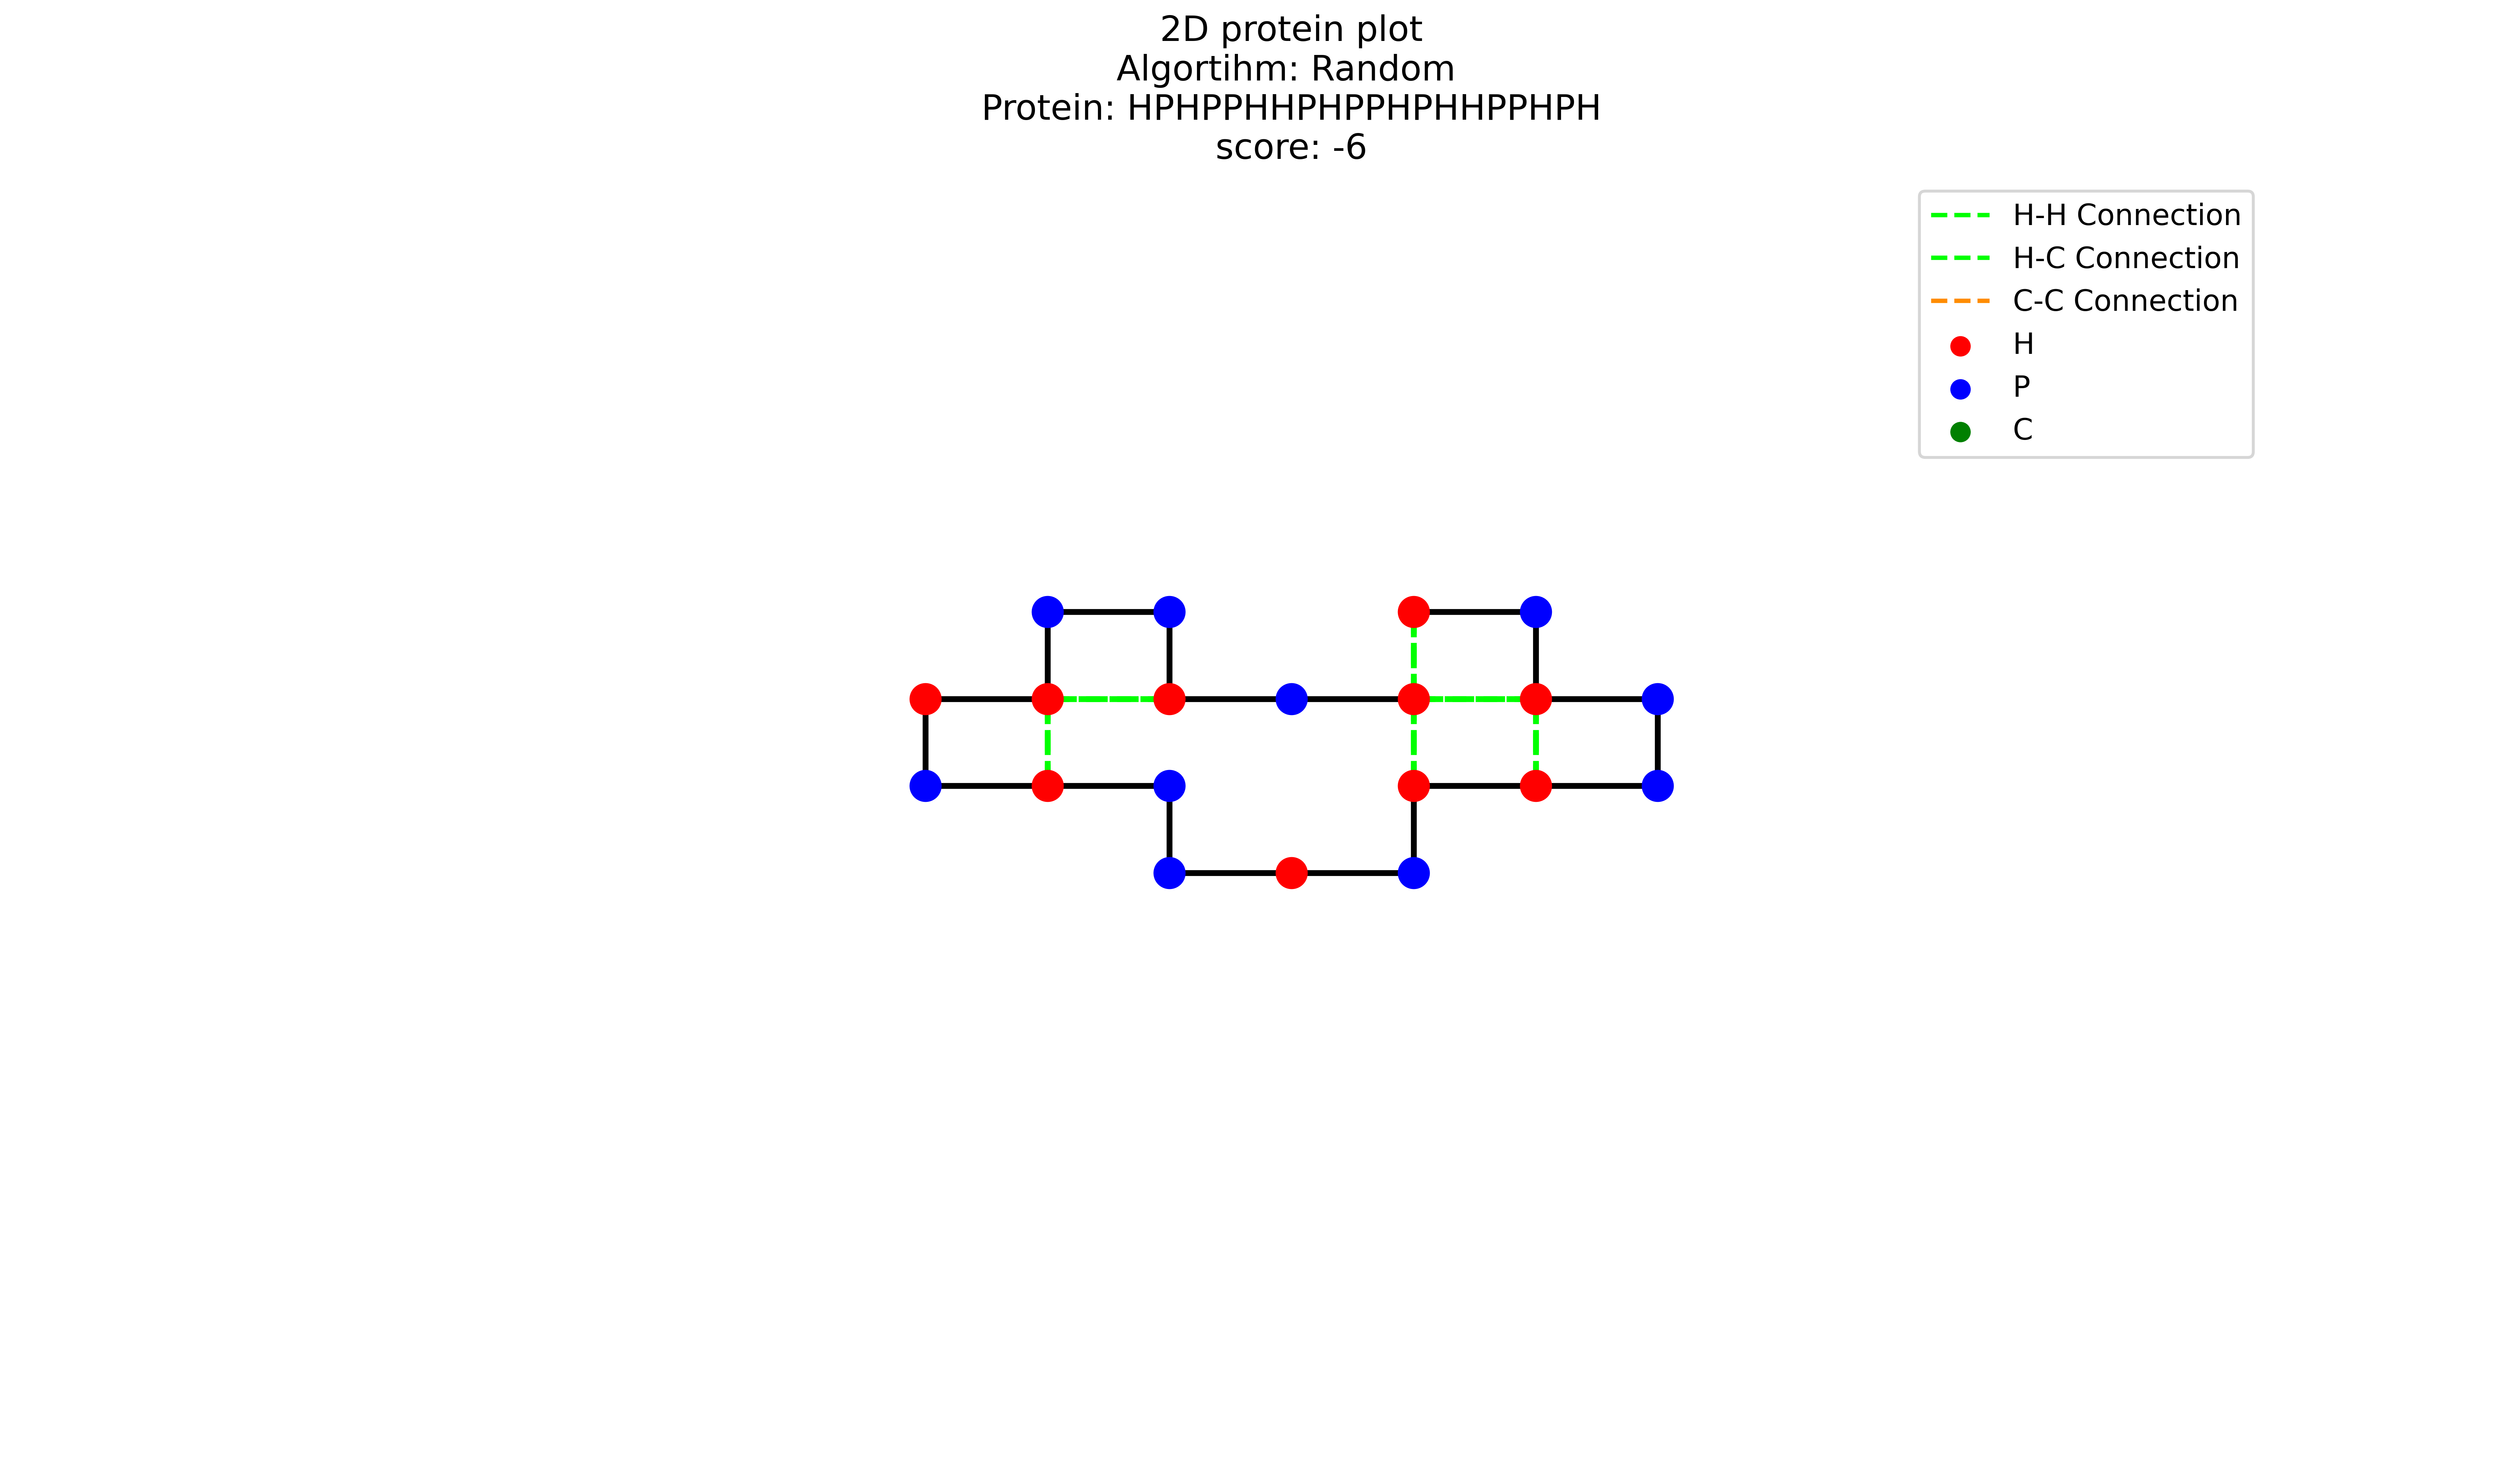 2D protein plot
Algortihm: Random
Protein: HPHPPHHPHPPHPHHPPHPH
score: -6
H-H Connection
H-C Connection
C-C Connection
H
P
C